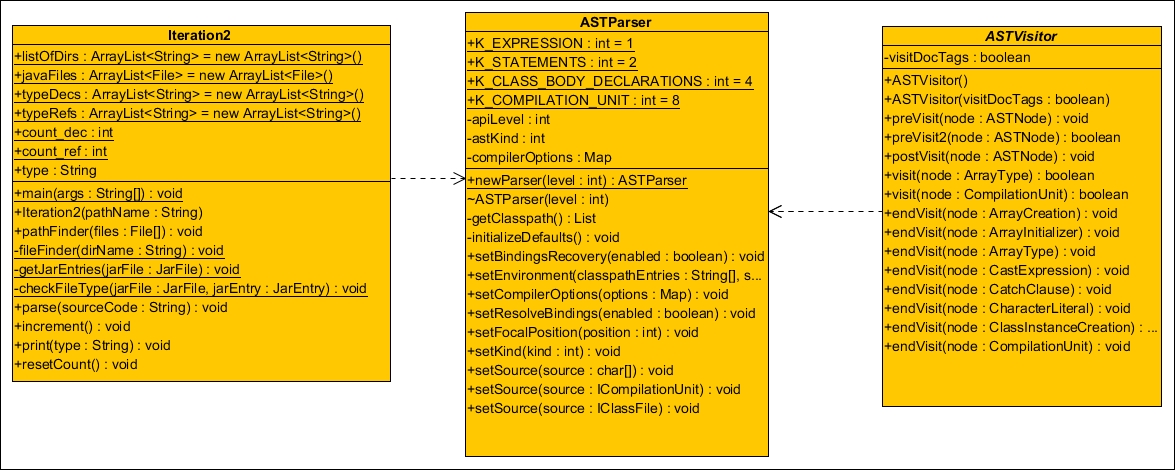 Iteration2
+listOfDirs : ArrayList<String> = new ArrayList<String>()
+javaFiles : ArrayList<File> = new ArrayList<File>()
+typeDecs : ArrayList<String> = new ArrayList<String>()
+typeRefs : ArrayList<String> = new ArrayList<String>()
+count_dec : int
+count_ref : int
+type : String
+main(args : String[]) : void
+Iteration2(pathName : String)
+pathFinder(files : File[]) : void
-fileFinder(dirName : String) : void
-getJarEntries(jarFile : JarFile) : void
-checkFileType(jarFile : JarFile, jarEntry : JarEntry) : void
+parse(sourceCode : String) : void
+increment() : void
+print(type : String) : void
+resetCount() : void
ASTParser
+K_EXPRESSION : int = 1
+K_STATEMENTS : int = 2
+K_CLASS_BODY_DECLARATIONS : int = 4
+K_COMPILATION_UNIT : int = 8
-apiLevel : int
-astKind : int
-compilerOptions : Map
+newParser(level : int) : ASTParser
~ASTParser(level : int)
-getClasspath() : List
-initializeDefaults() : void
+setBindingsRecovery(enabled : boolean) : void
+setEnvironment(classpathEntries : String[], s...
+setCompilerOptions(options : Map) : void
+setResolveBindings(enabled : boolean) : void
+setFocalPosition(position : int) : void
+setKind(kind : int) : void
+setSource(source : char[]) : void
+setSource(source : ICompilationUnit) : void
+setSource(source : IClassFile) : void
ASTVisitor
-visitDocTags : boolean
+ASTVisitor()
+ASTVisitor(visitDocTags : boolean)
+preVisit(node : ASTNode) : void
+preVisit2(node : ASTNode) : boolean
+postVisit(node : ASTNode) : void
+visit(node : ArrayType) : boolean
+visit(node : CompilationUnit) : boolean
+endVisit(node : ArrayCreation) : void
+endVisit(node : ArrayInitializer) : void
+endVisit(node : ArrayType) : void
+endVisit(node : CastExpression) : void
+endVisit(node : CatchClause) : void
+endVisit(node : CharacterLiteral) : void
+endVisit(node : ClassInstanceCreation) : ...
+endVisit(node : CompilationUnit) : void